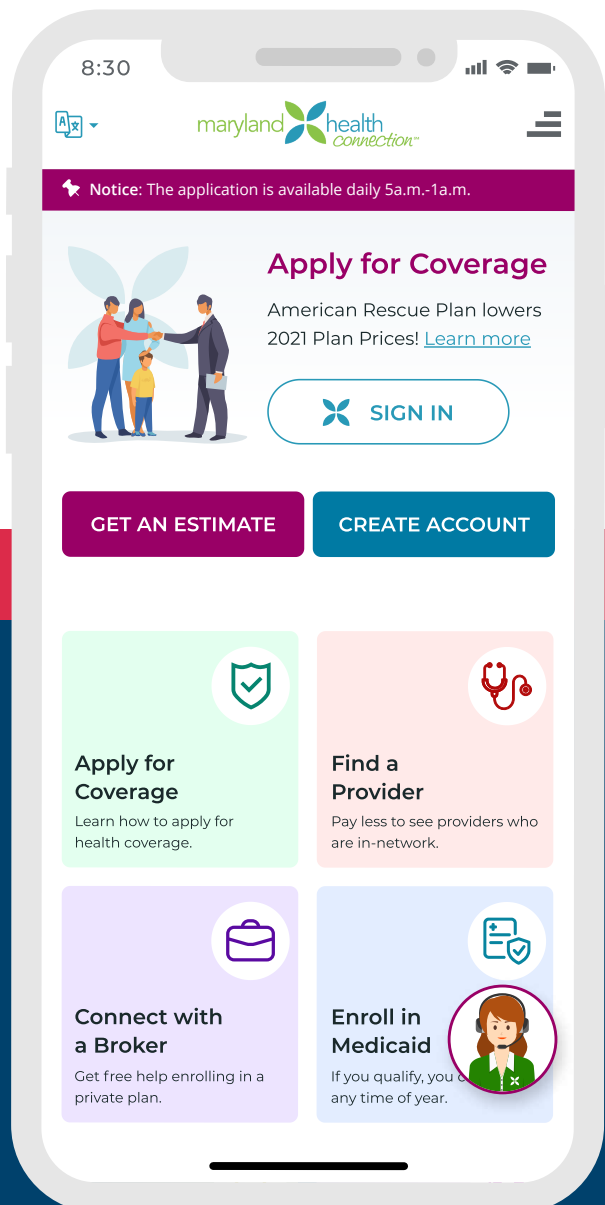 8:30
maryland health
connection
Notice: The application is available daily 5a.m.-1a.m.
Apply for Coverage
American Rescue Plan lowers
2021 Plan Prices! Learn more
SIGN IN
GET AN ESTIMATE
CREATE ACCOUNT
Apply for
Coverage
Learn how to apply for
health coverage.
Find a
Provider
Pay less to see providers who
are in-network.
Connect with
a Broker
Get free help enrolling in a
private plan.
Enroll in
Medicaid
If you qualify, you
any time of year.